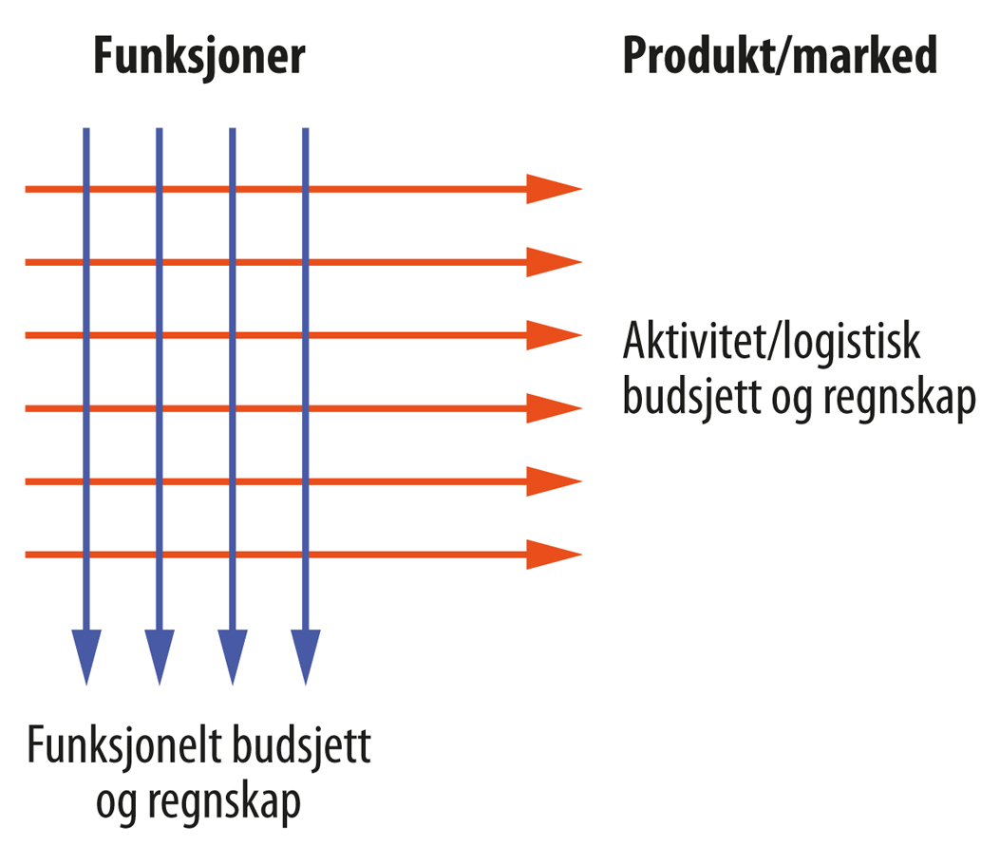 Funksjoner
Produkt/marked
Aktivitet/logistisk
budsjett og regnskap
Funksjonelt budsjett
og regnskap